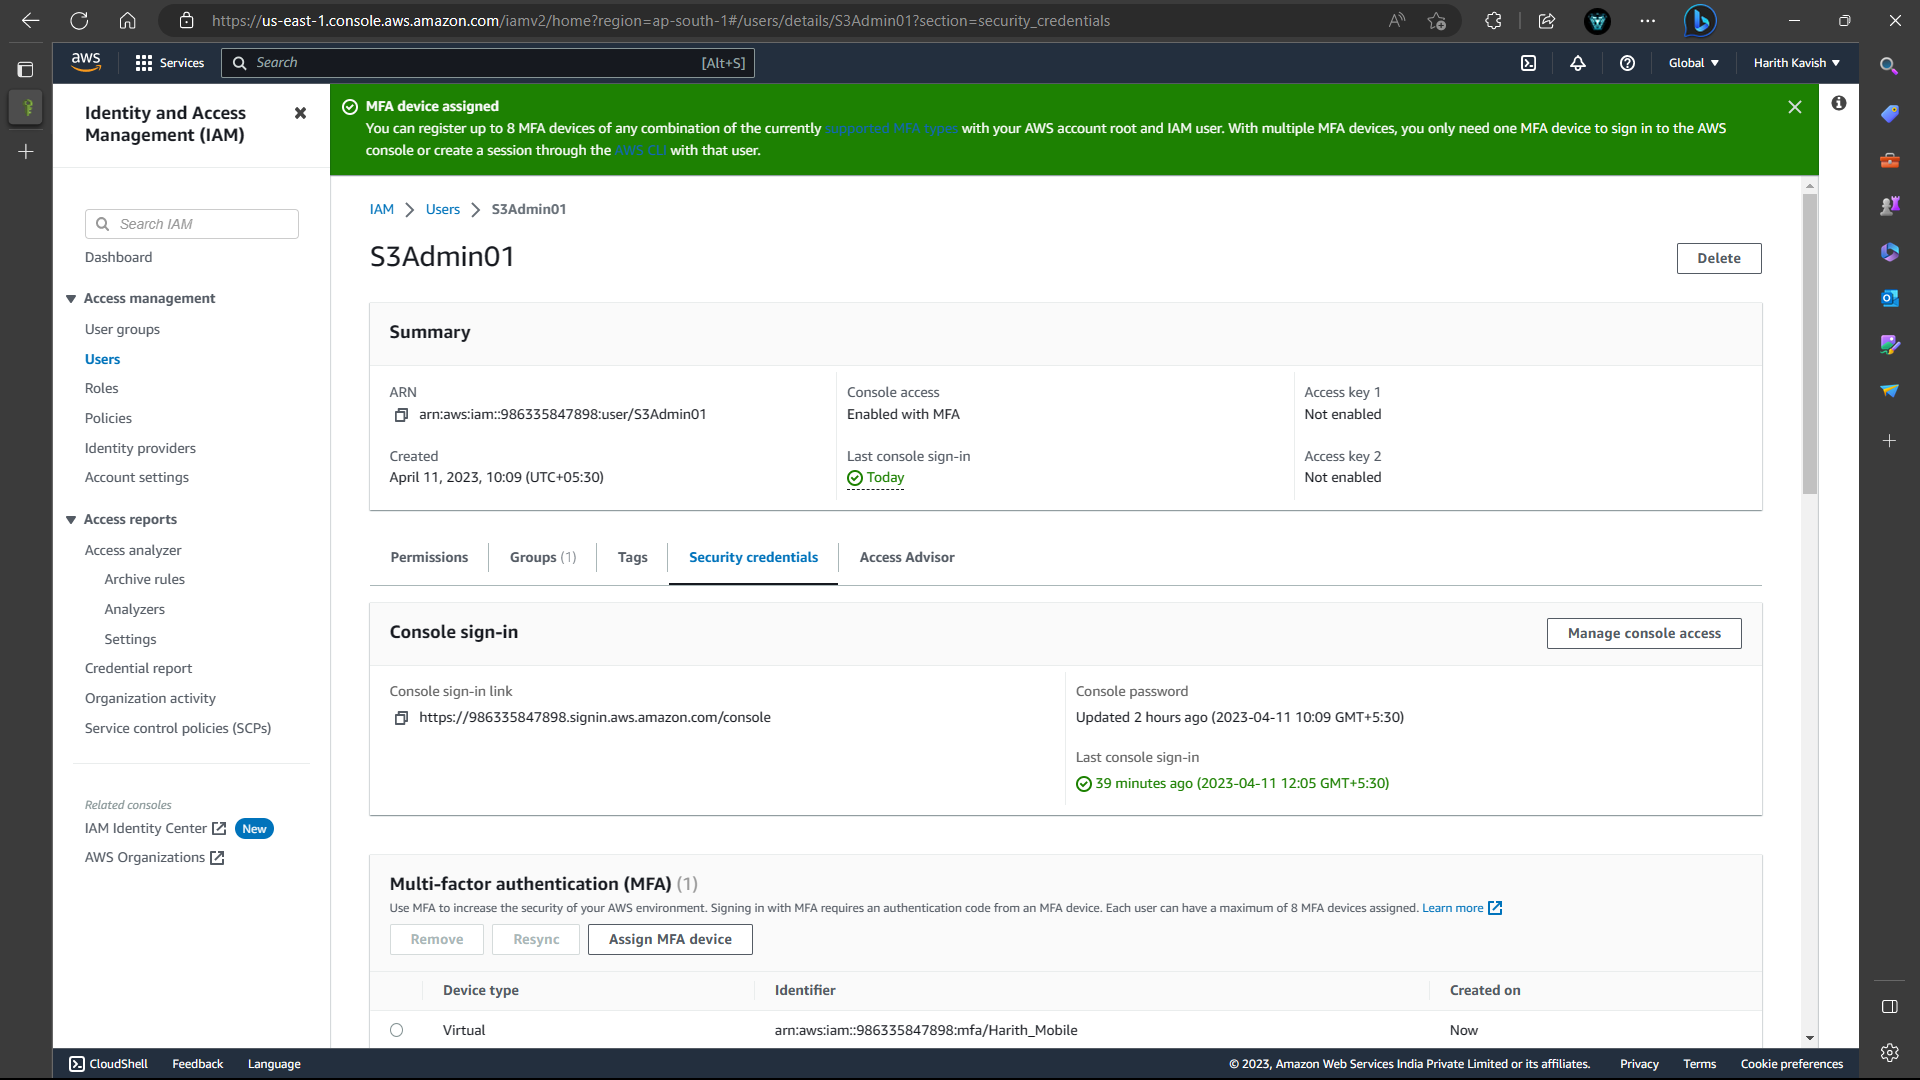 https://us-east-1.console.aws.amazon.com/iamv2/home?region=ap-south-1#/users/details/S3Admin01?section=security_credentials
aws
Services
Search
[Alt+S]
Global
Harith Kavish
Identity and Access
Management (IAM)
Search IAM
Dashboard
Access management
User groups
Users
Roles
Policies
Identity providers
Account settings
Access reports
Access analyzer
Archive rules
Analyzers
Settings
Credential report
Organization activity
Service control policies (SCPs)
Related consoles
IAM Identity Center New
AWS Organizations
MFA device assigned
You can register up to 8 MFA devices of any combination of the currently supported MFA types with your AWS account root and IAM user. With multiple MFA devices, you only need one MFA device to sign in to the AWS
console or create a session through the AWS CLI with that user.
IAM > Users > S3Admin01
S3Admin01
Delete
Summary
ARN
arn:aws:iam::986335847898:user/S3Admin01
Created
April 11, 2023, 10:09 (UTC+05:30)
Console access
Enabled with MFA
Last console sign-in
Today
Access key 1
Not enabled
Access key 2
Not enabled
Permissions
Groups (1)
Tags
Security credentials
Access Advisor
Console sign-in
Manage console access
Console sign-in link
https://986335847898.signin.aws.amazon.com/console
Console password
Updated 2 hours ago (2023-04-11 10:09 GMT+5:30)
Last console sign-in
39 minutes ago (2023-04-11 12:05 GMT+5:30)
Multi-factor authentication (MFA) (1)
Use MFA to increase the security of your AWS environment. Signing in with MFA requires an authentication code from an MFA device. Each user can have a maximum of 8 MFA devices assigned. Learn more
Remove
Resync
Assign MFA device
Device type
Identifier
Created on
Virtual
arn:aws:iam::986335847898:mfa/Harith_Mobile
Now
CloudShell
Feedback
Language
© 2023, Amazon Web Services India Private Limited or its affiliates.
Privacy
Terms
Cookie preferences